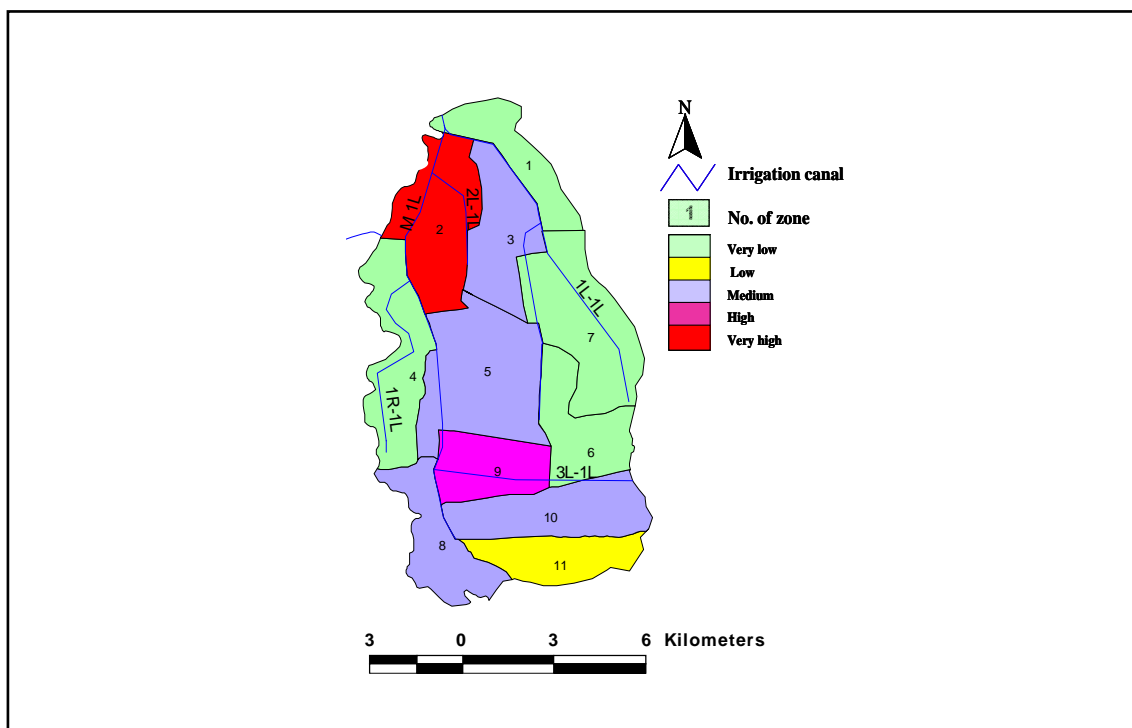 N
Irrigation canal
1
No. of zone
Very low
Low
Medium
High
Very high
1
M 1L
2L-1L
2
3
1L-1L
7
5
4
1R-1L
6
9
3L-1L
10
8
11
3 0 3 6 Kilometers